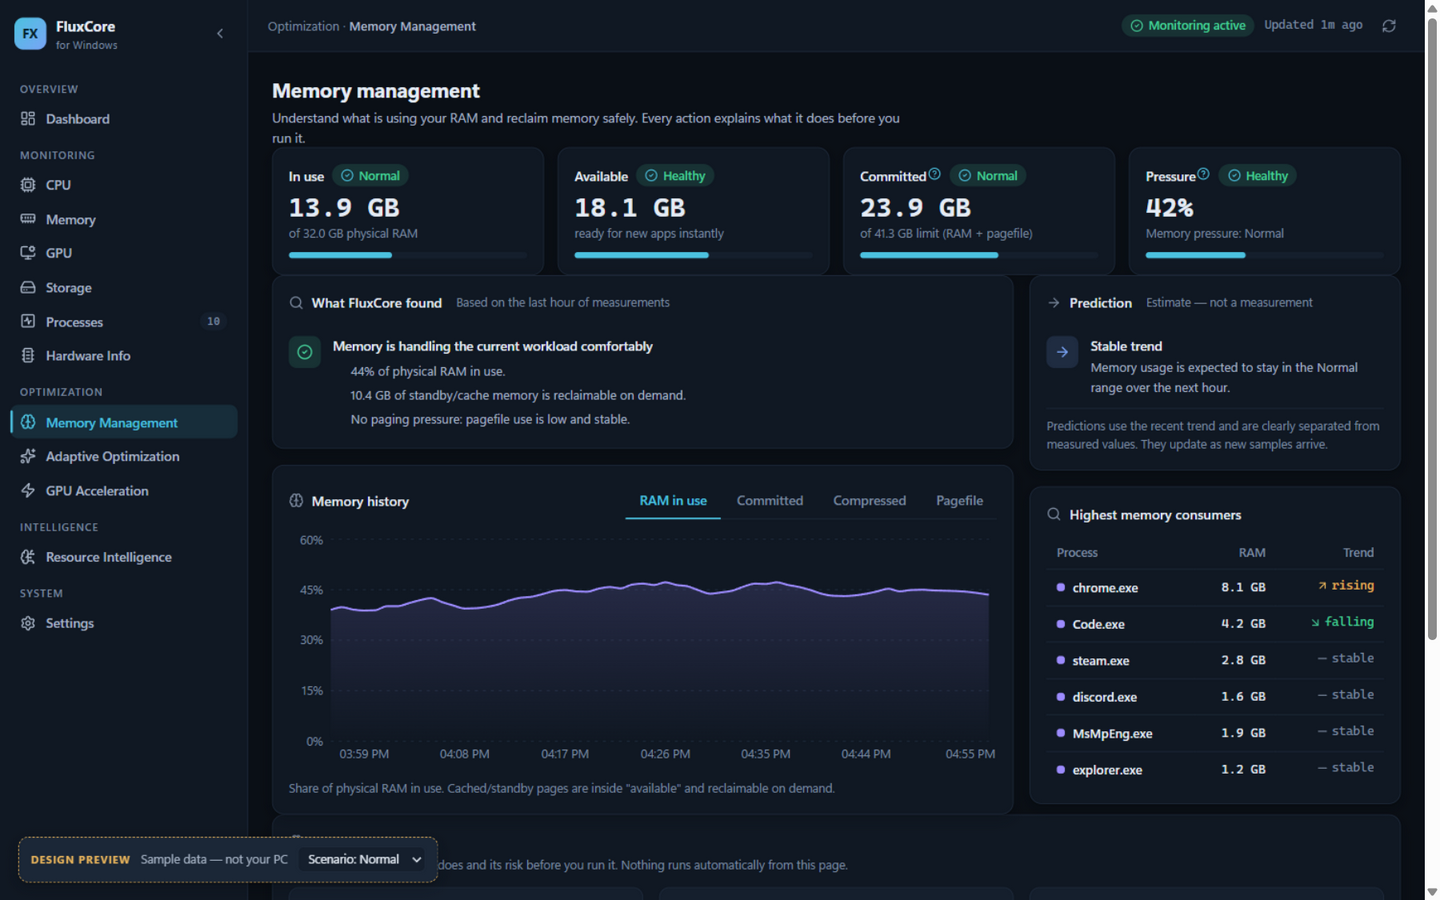 FX
FluxCore
for Windows
OVERVIEW
Dashboard
MONITORING
CPU
Memory
GPU
Storage
Processes 10
Hardware Info
OPTIMIZATION
Memory Management
Adaptive Optimization
GPU Acceleration
INTELLIGENCE
Resource Intelligence
SYSTEM
Settings
Optimization · Memory Management
Monitoring active Updated 1m ago
Memory management
Understand what is using your RAM and reclaim memory safely. Every action explains what it does before you
run it.
In use Normal
13.9 GB
of 32.0 GB physical RAM
Available Healthy
18.1 GB
ready for new apps instantly
Committed ? Normal
23.9 GB
of 41.3 GB limit (RAM + pagefile)
Pressure ? Healthy
42%
Memory pressure: Normal
What FluxCore found Based on the last hour of measurements
Memory is handling the current workload comfortably
44% of physical RAM in use.
10.4 GB of standby/cache memory is reclaimable on demand.
No paging pressure: pagefile use is low and stable.
Prediction Estimate — not a measurement
Stable trend
Memory usage is expected to stay in the Normal
range over the next hour.
Predictions use the recent trend and are clearly separated from
measured values. They update as new samples arrive.
Memory history RAM in use Committed Compressed Pagefile
60%
45%
30%
15%
0%
03:59 PM 04:08 PM 04:17 PM 04:26 PM 04:35 PM 04:44 PM 04:55 PM
Share of physical RAM in use. Cached/standby pages are inside "available" and reclaimable on demand.
Highest memory consumers
Process RAM Trend
chrome.exe 8.1 GB rising
Code.exe 4.2 GB falling
steam.exe 2.8 GB — stable
discord.exe 1.6 GB — stable
MsMpEng.exe 1.9 GB — stable
explorer.exe 1.2 GB — stable
does and its risk before you run it. Nothing runs automatically from this page.
DESIGN PREVIEW Sample data — not your PC Scenario: Normal